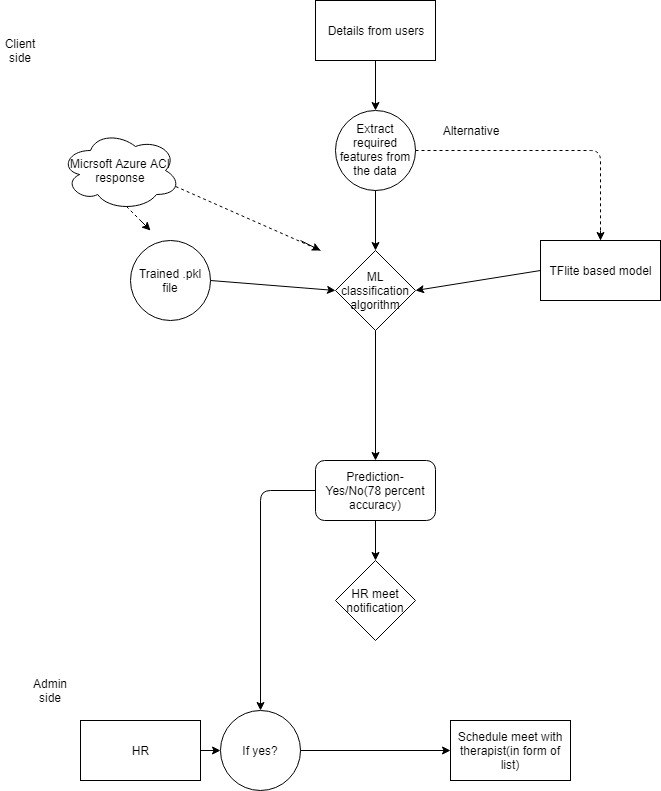 Details from users
Client
side
Extract
required
features from
the data
Alternative
Micrsoft Azure ACI
response
Trained .pkl
file
ML
classification
algorithm
TFlite based model
Prediction-
Yes/No(78 percent
accuracy)
HR meet
notification
Admin
side
HR
If yes?
Schedule meet with
therapist(in form of
list)